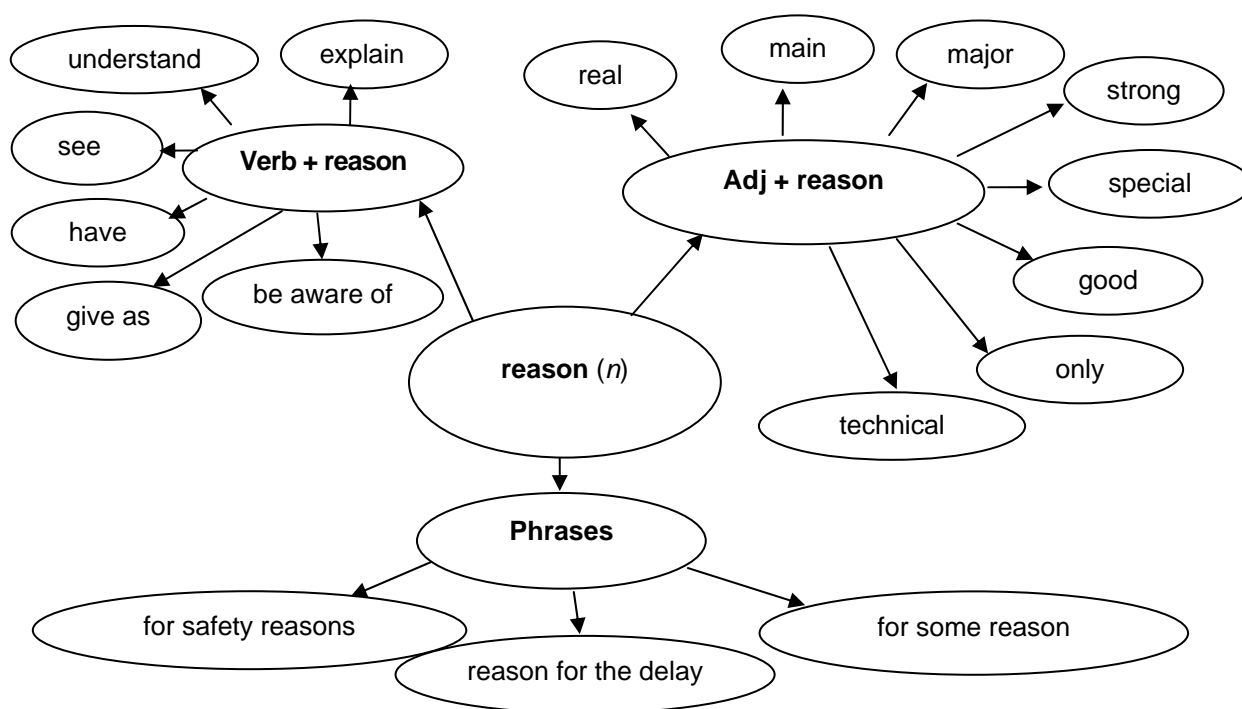 understand
explain
see
Verb + reason
have
give as
be aware of
real
main
major
strong
Adj + reason
special
good
only
technical
reason (n)
Phrases
for safety reasons
reason for the delay
for some reason